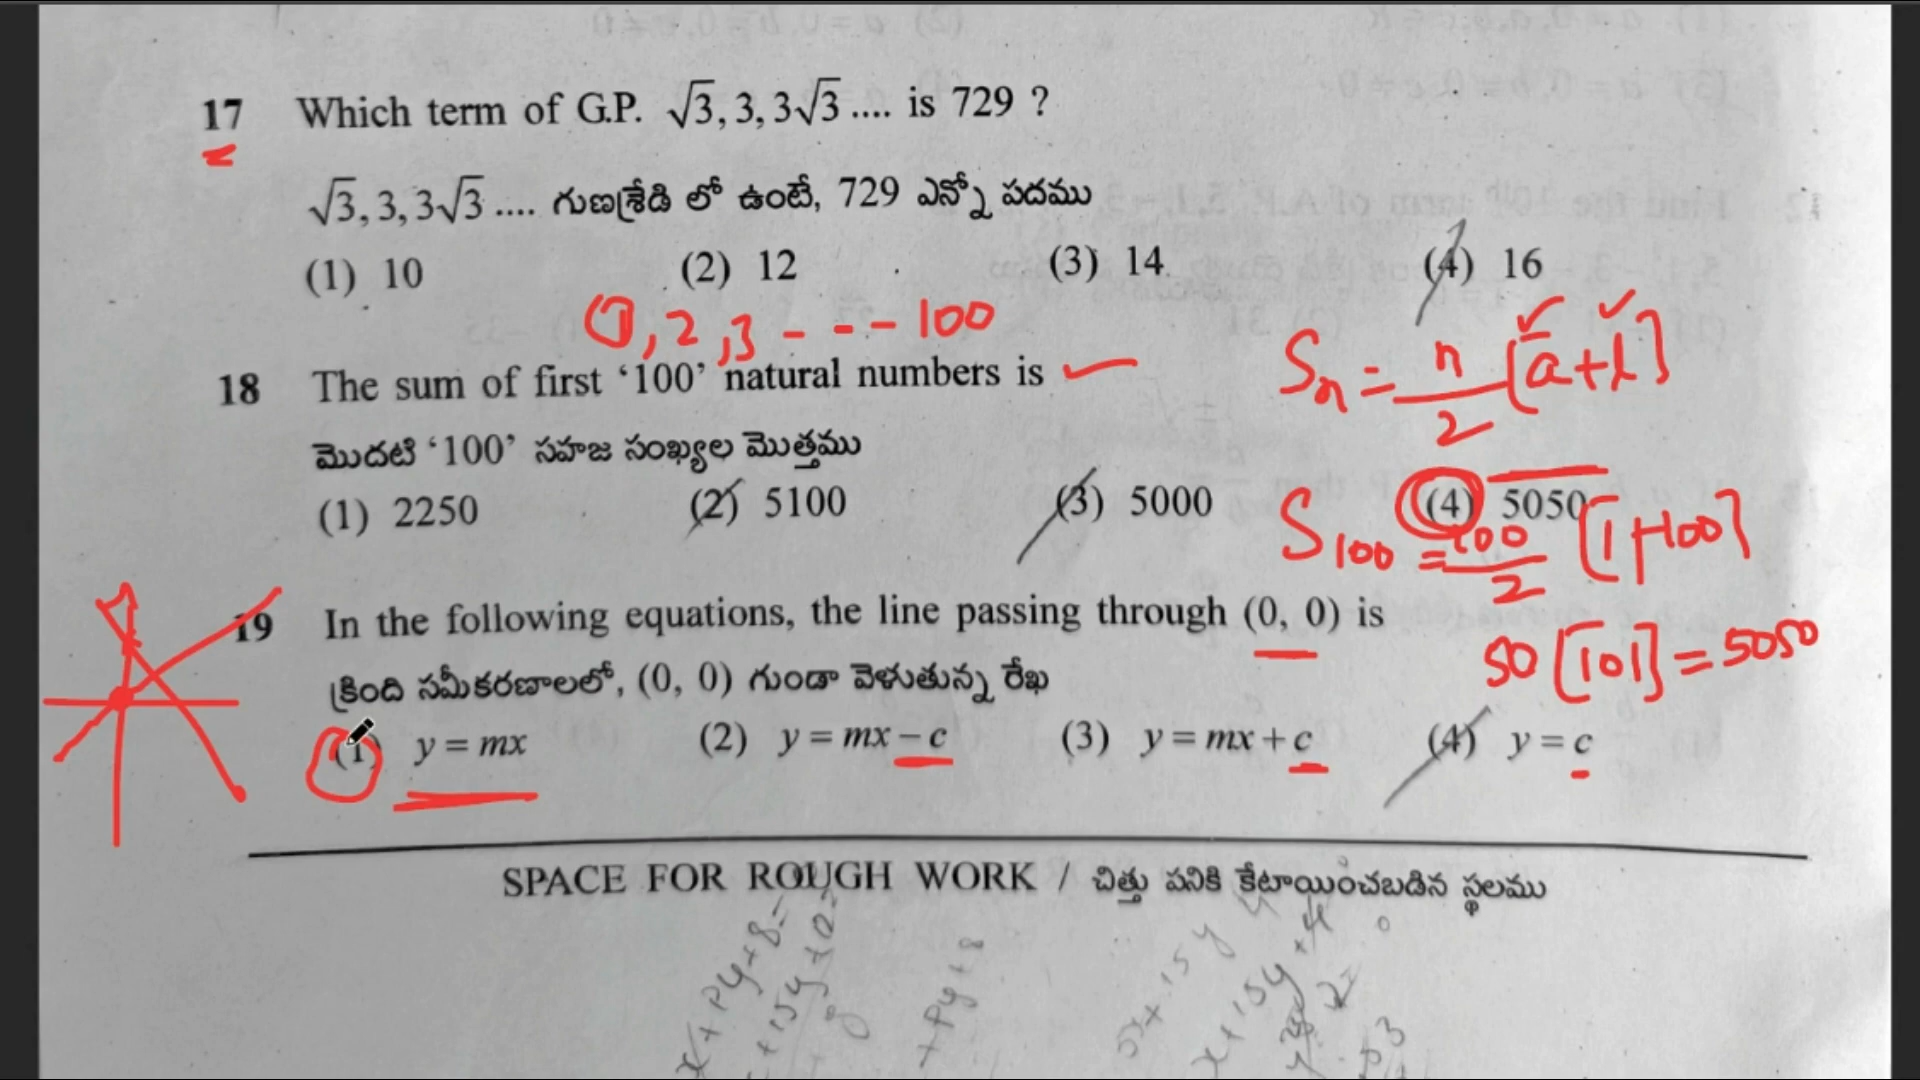 17 Which term of G.P. √3, 3, 3√3 .... is 729 ?
√3, 3, 3√3 .... గుణశ్రేడి లో ఉంటే, 729 ఎన్నో పదము
(1) 10 (2) 12 (3) 14 (4) 16
1, 2, 3 - - - 100
18 The sum of first ‘100’ natural numbers is
Sn = n/2 [a+l]
మొదటి ‘100’ సహజ సంఖ్యల మొత్తము
(1) 2250 (2) 5100 (3) 5000 (4) 5050
S100 = 100/2 [1+100]
19 In the following equations, the line passing through (0, 0) is
50 [101] = 5050
క్రింది సమీకరణాలలో, (0, 0) గుండా వెళుతున్న రేఖ
(1) y = mx (2) y = mx – c (3) y = mx + c (4) y = c
SPACE FOR ROUGH WORK / చిత్తు పనికి కేటాయించబడిన స్థలము